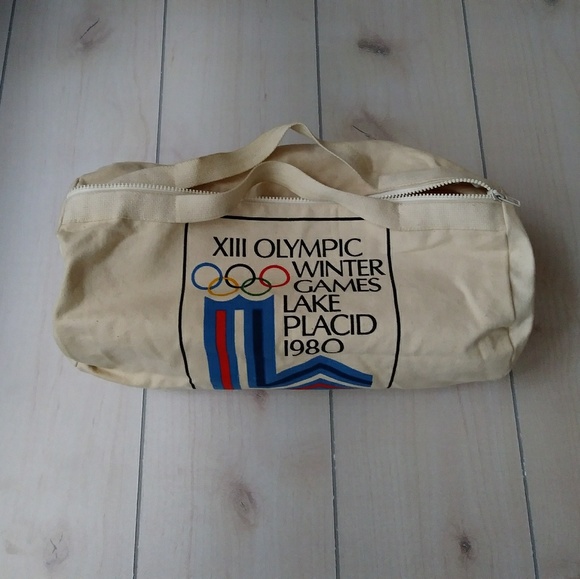 XIII OLYMPIC
WINTER
GAMES
LAKE
PLACID
1980